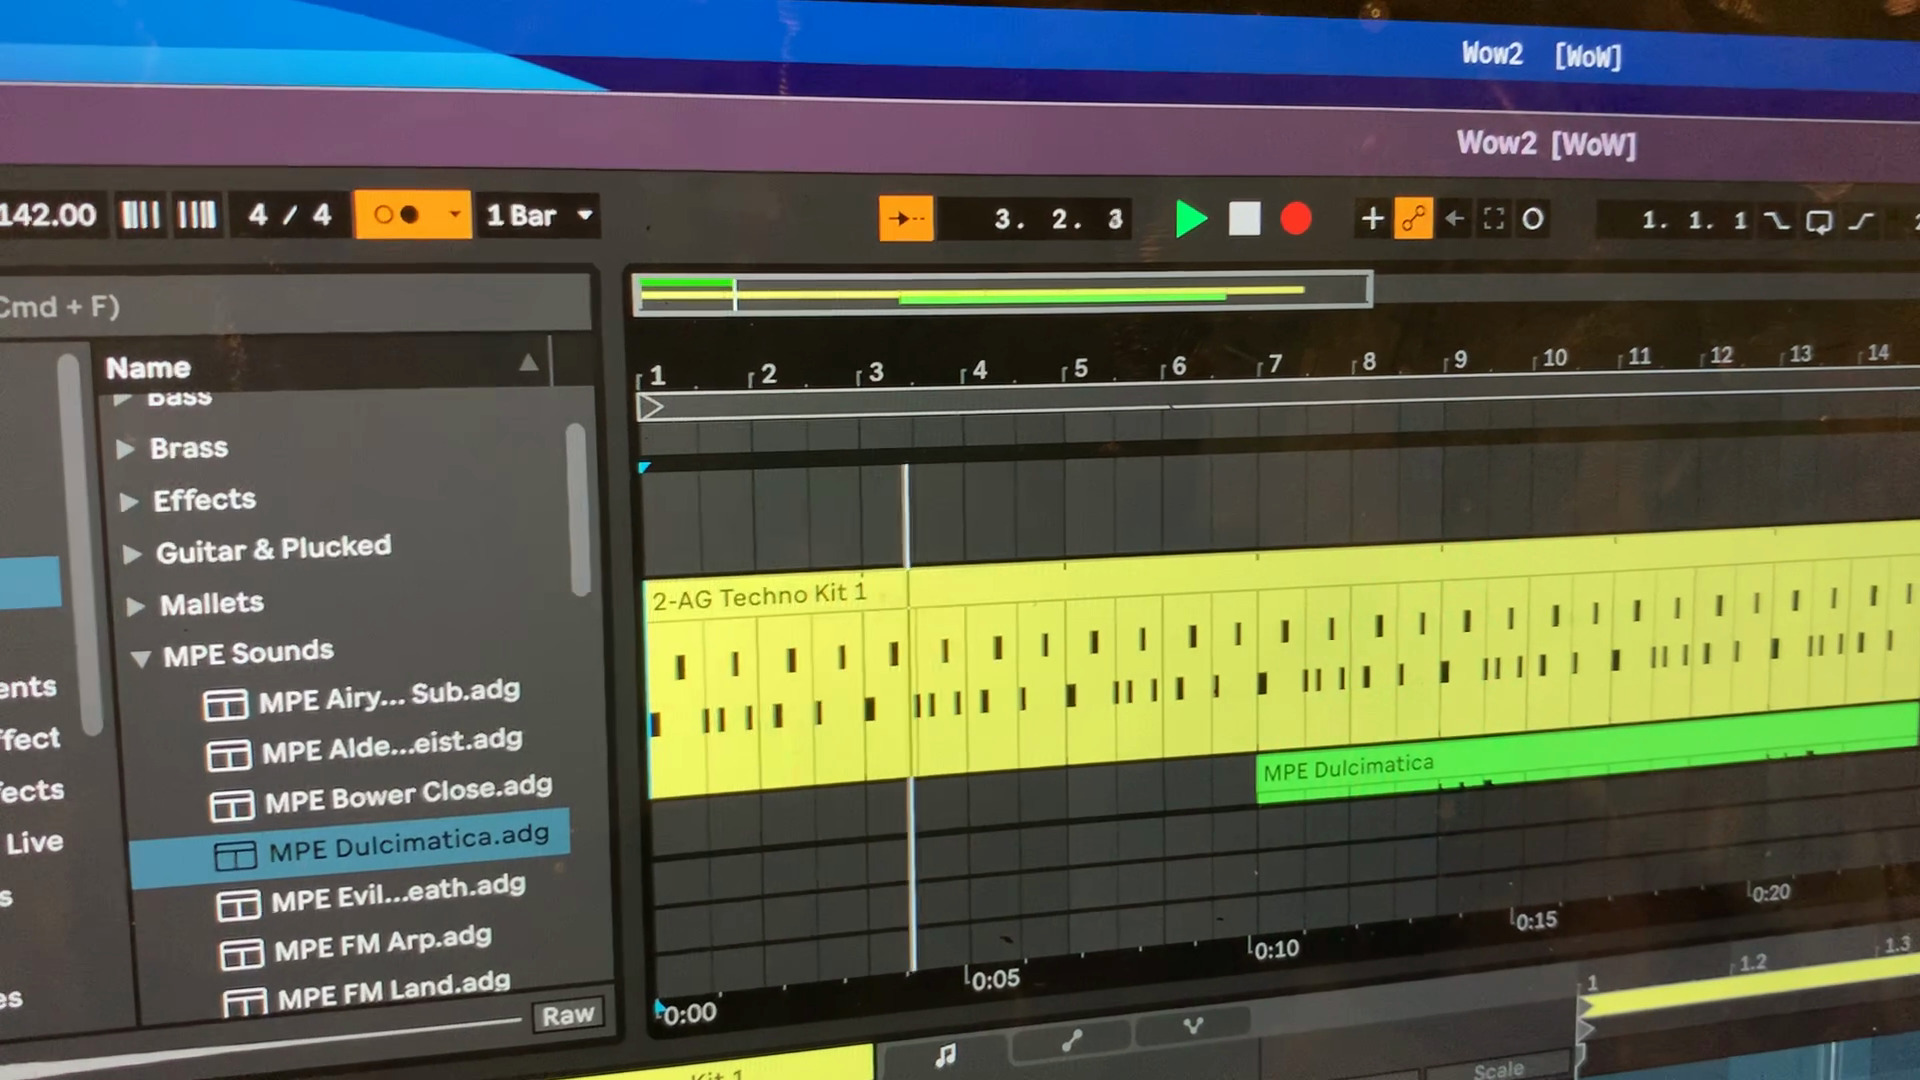 Wow2 [WoW]
Wow2 [WoW]
142.00 4 / 4 1 Bar 3. 2. 3 1. 1. 1
Cmd + F)
1 2 3 4 5 6 7 8 9 10 11 12 13 14
Name
Bass
Brass
Effects
Guitar & Plucked
Mallets
MPE Sounds
MPE Airy... Sub.adg
MPE Alde...eist.adg
MPE Bower Close.adg
MPE Dulcimatica.adg
MPE Evil...eath.adg
MPE FM Arp.adg
MPE FM Land.adg
Raw
ents
ffect
ects
Live
s
es
2-AG Techno Kit 1
MPE Dulcimatica
0:00 0:05 0:10 0:15 0:20
1 1.2 1.3
Kit 1
Scale